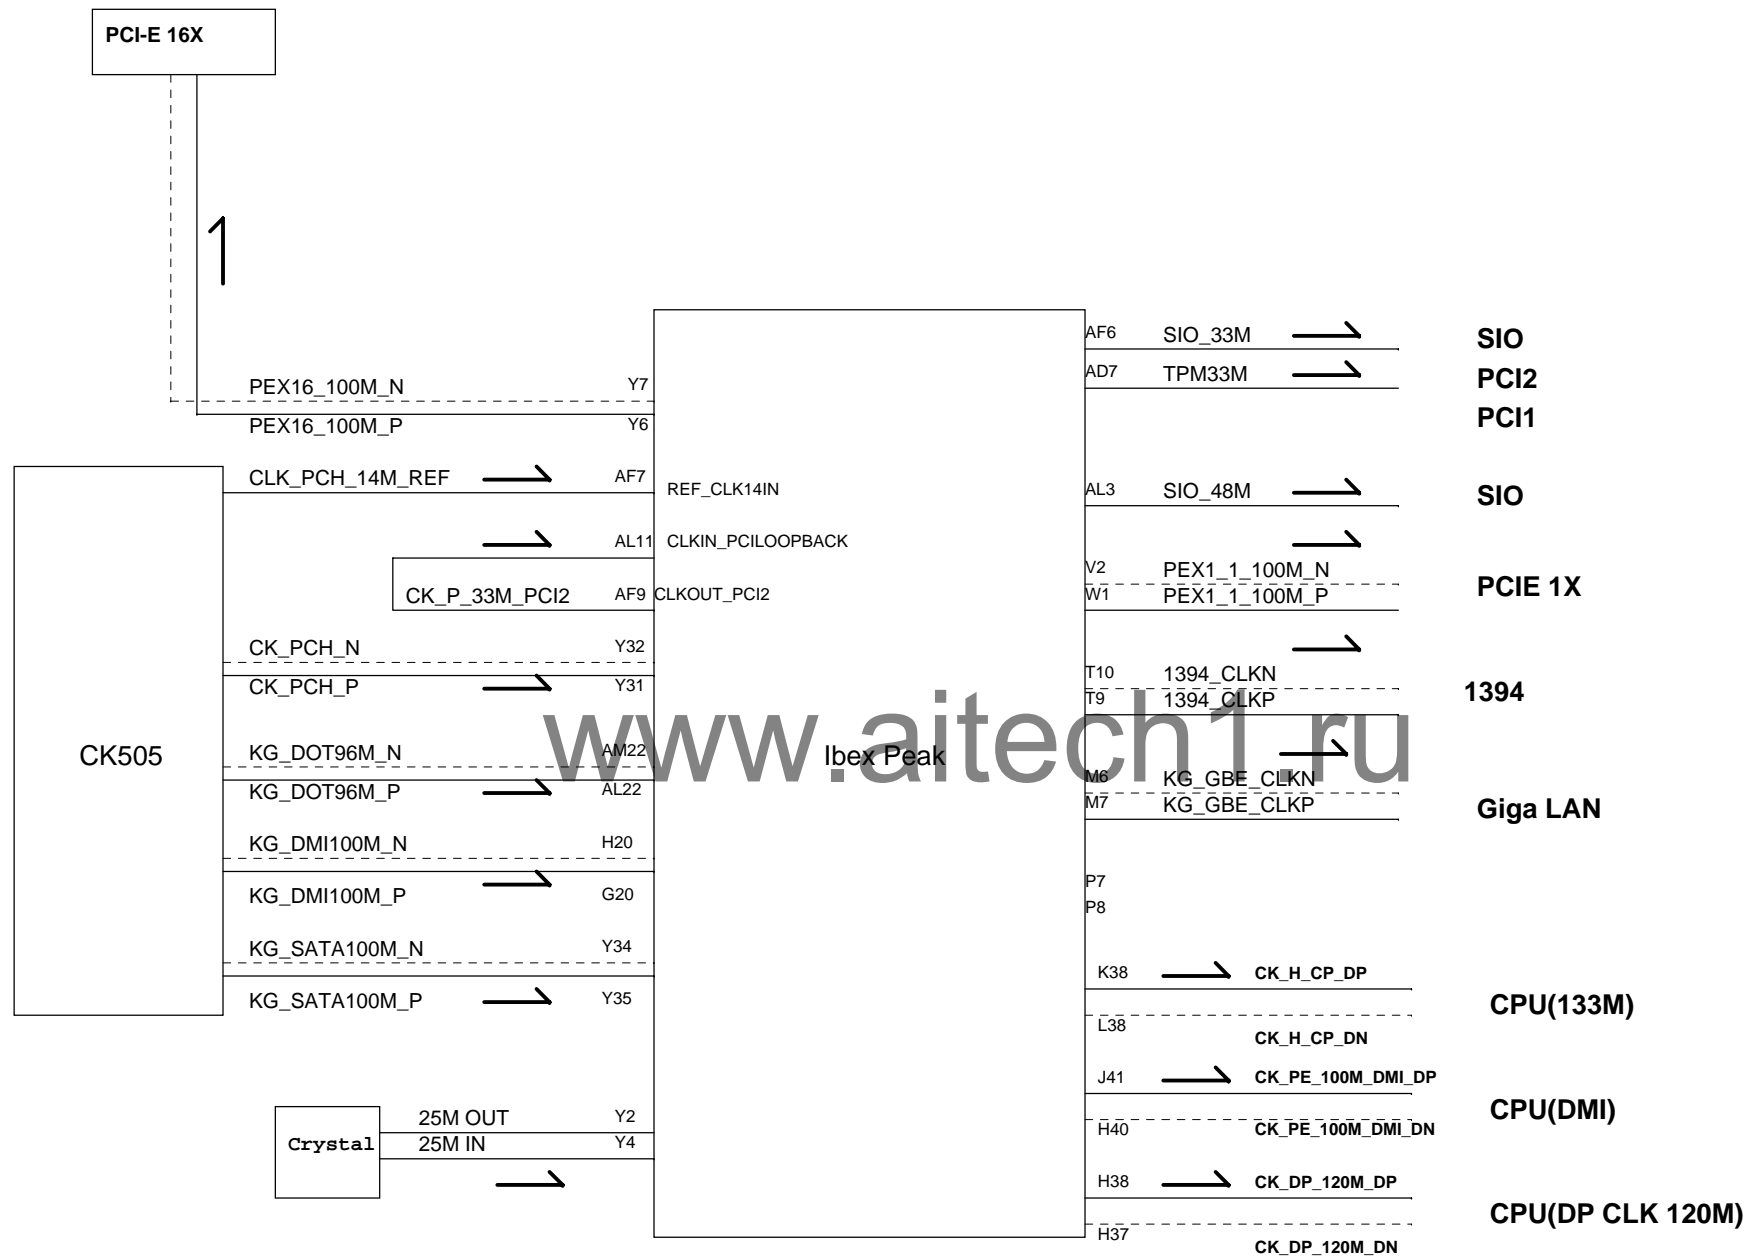 PCI-E 16X
AF6 SIO_33M SIO
AD7 TPM33M PCI2
PEX16_100M_N Y7
PCI1
PEX16_100M_P Y6
CLK_PCH_14M_REF AF7 REF_CLK14IN
AL3 SIO_48M SIO
AL11 CLKIN_PCILOOPBACK
V2 PEX1_1_100M_N
PCIE 1X
CK_P_33M_PCI2 AF9 CLKOUT_PCI2
W1 PEX1_1_100M_P
CK_PCH_N Y32
T10 1394_CLKN
CK_PCH_P Y31
1394
T9 1394_CLKP
www.aitech1.ru
CK505
KG_DOT96M_N AM22
Ibex Peak
M6 KG_GBE_CLKN
KG_DOT96M_P AL22
M7 KG_GBE_CLKP
Giga LAN
KG_DMI100M_N H20
P7
KG_DMI100M_P G20
P8
KG_SATA100M_N Y34
K38 CK_H_CP_DP
KG_SATA100M_P Y35
CPU(133M)
L38
CK_H_CP_DN
J41 CK_PE_100M_DMI_DP
CPU(DMI)
25M OUT Y2
H40 CK_PE_100M_DMI_DN
Crystal
25M IN Y4
H38 CK_DP_120M_DP
CPU(DP CLK 120M)
H37
CK_DP_120M_DN